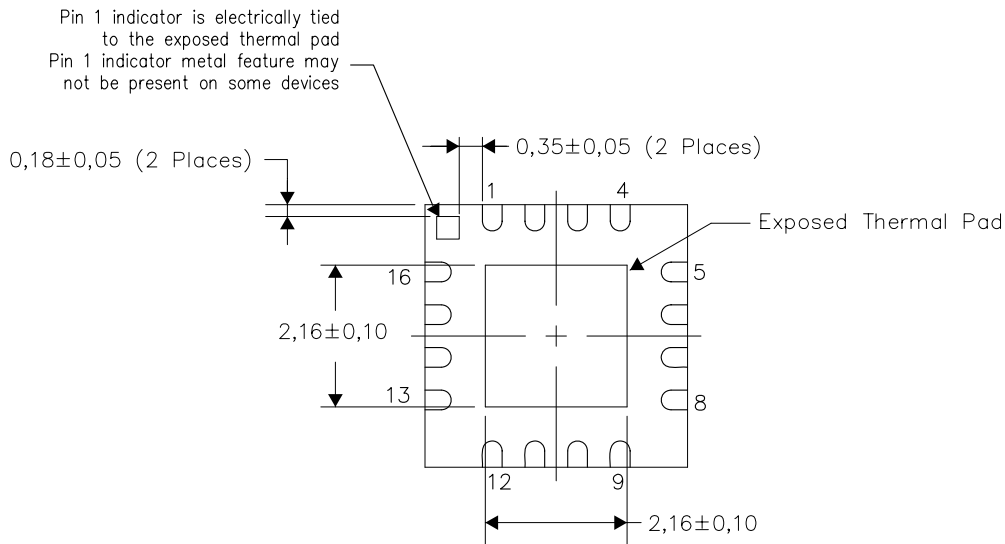 Pin 1 indicator is electrically tied
to the exposed thermal pad
Pin 1 indicator metal feature may
not be present on some devices
0,18±0,05 (2 Places)
0,35±0,05 (2 Places)
1
4
Exposed Thermal Pad
16
5
2,16±0,10
13
8
12
9
2,16±0,10